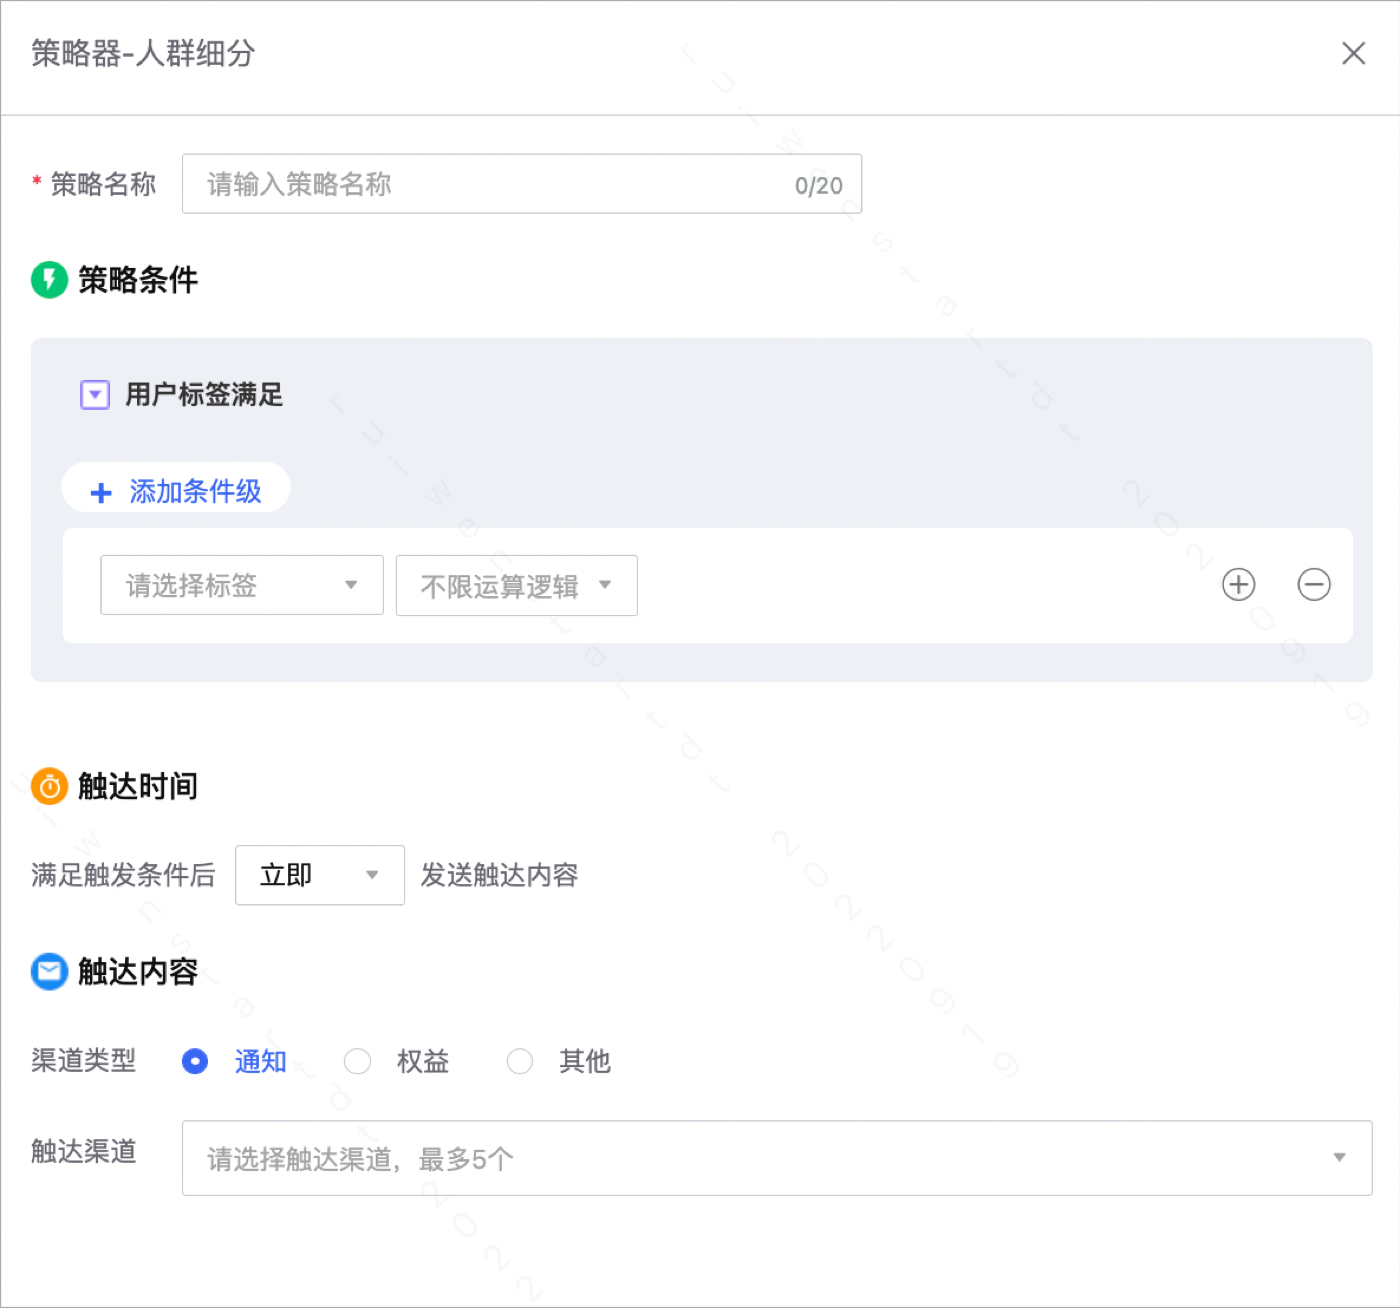 策略器-人群细分
* 策略名称 请输入策略名称 0/20
策略条件
用户标签满足
+ 添加条件级
请选择标签 不限运算逻辑
触达时间
满足触发条件后 立即 发送触达内容
触达内容
渠道类型 通知 权益 其他
触达渠道 请选择触达渠道，最多5个